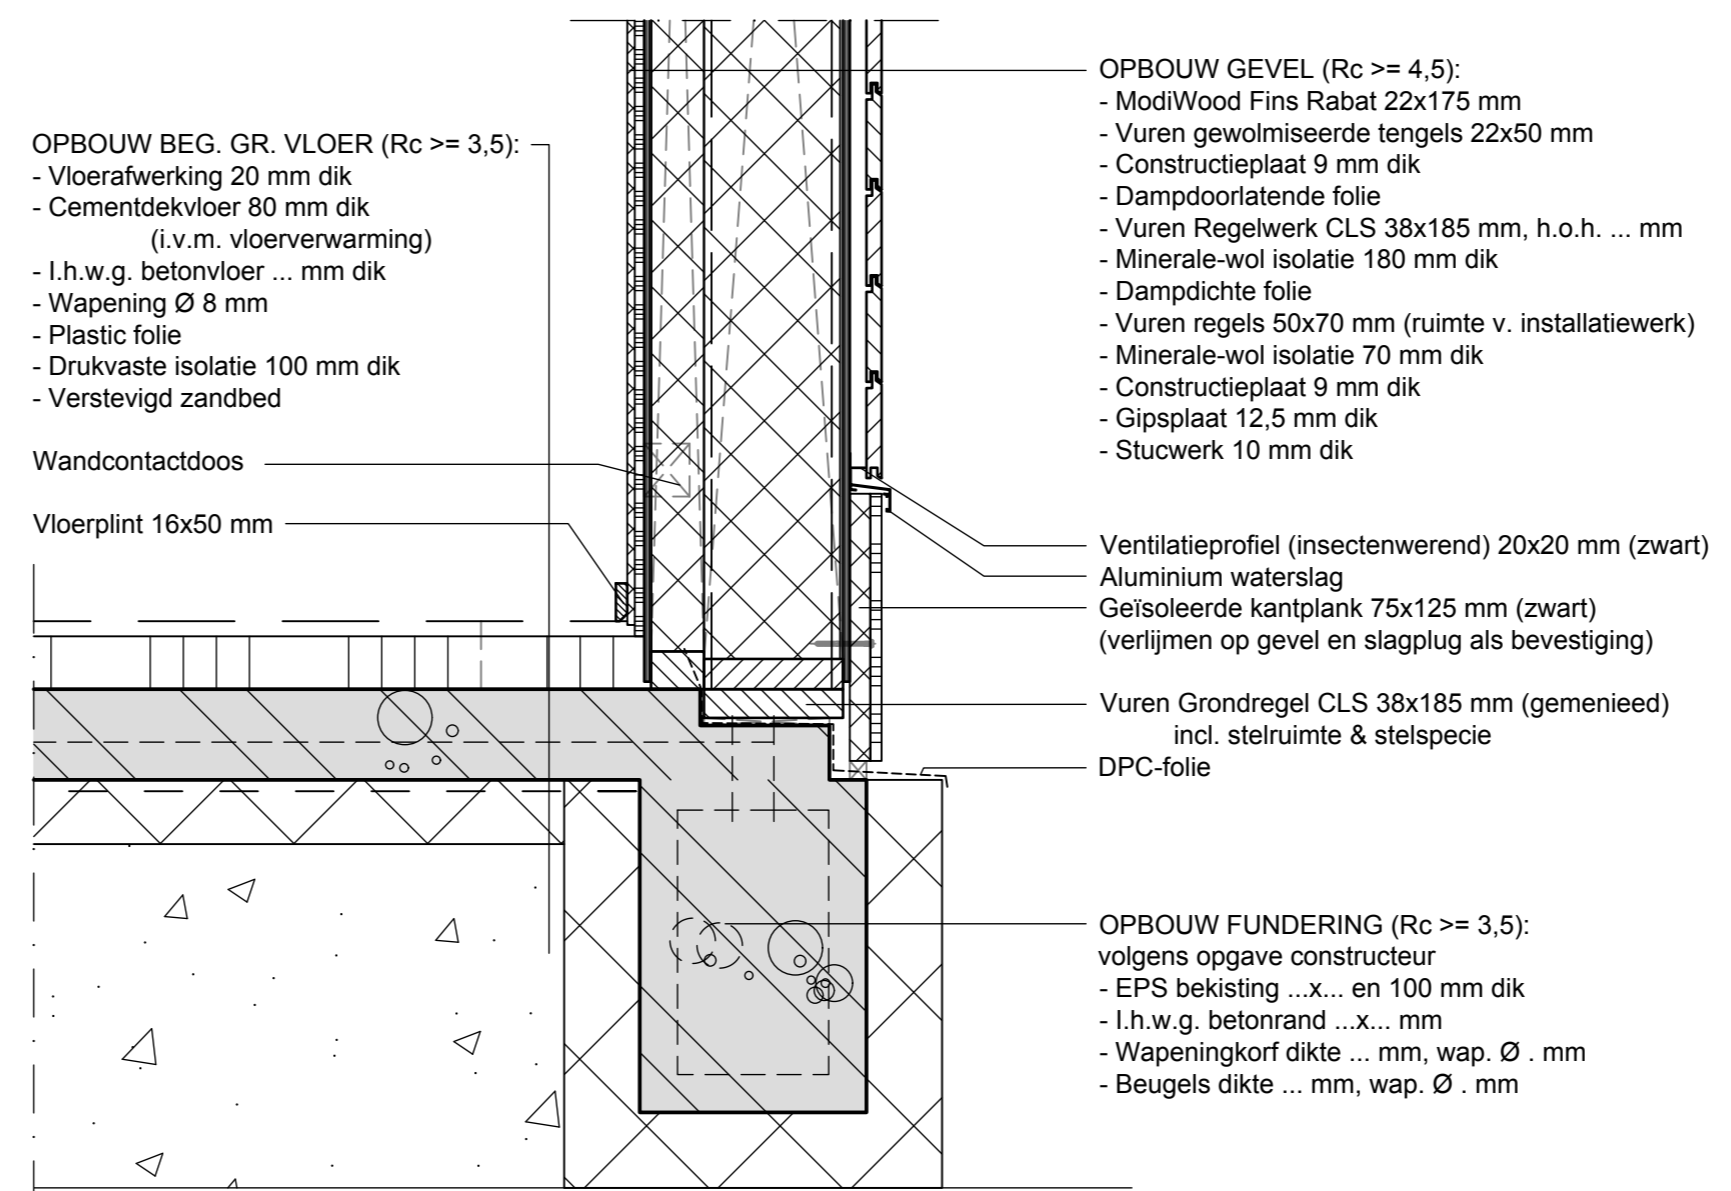 OPBOUW BEG. GR. VLOER (Rc >= 3,5):
- Vloerafwerking 20 mm dik
- Cementdekvloer 80 mm dik
(i.v.m. vloerverwarming)
- I.h.w.g. betonvloer ... mm dik
- Wapening Ø 8 mm
- Plastic folie
- Drukvaste isolatie 100 mm dik
- Verstevigd zandbed
Wandcontactdoos
Vloerplint 16x50 mm
OPBOUW GEVEL (Rc >= 4,5):
- ModiWood Fins Rabat 22x175 mm
- Vuren gewolmiseerde tengels 22x50 mm
- Constructieplaat 9 mm dik
- Dampdoorlatende folie
- Vuren Regelwerk CLS 38x185 mm, h.o.h. ... mm
- Minerale-wol isolatie 180 mm dik
- Dampdichte folie
- Vuren regels 50x70 mm (ruimte v. installatiewerk)
- Minerale-wol isolatie 70 mm dik
- Constructieplaat 9 mm dik
- Gipsplaat 12,5 mm dik
- Stucwerk 10 mm dik
Ventilatieprofiel (insectenwerend) 20x20 mm (zwart)
Aluminium waterslag
Geïsoleerde kantplank 75x125 mm (zwart)
(verlijmen op gevel en slagplug als bevestiging)
Vuren Grondregel CLS 38x185 mm (gemenieed)
incl. stelruimte & stelspecie
DPC-folie
OPBOUW FUNDERING (Rc >= 3,5):
volgens opgave constructeur
- EPS bekisting ...x... en 100 mm dik
- I.h.w.g. betonrand ...x... mm
- Wapeningkorf dikte ... mm, wap. Ø . mm
- Beugels dikte ... mm, wap. Ø . mm